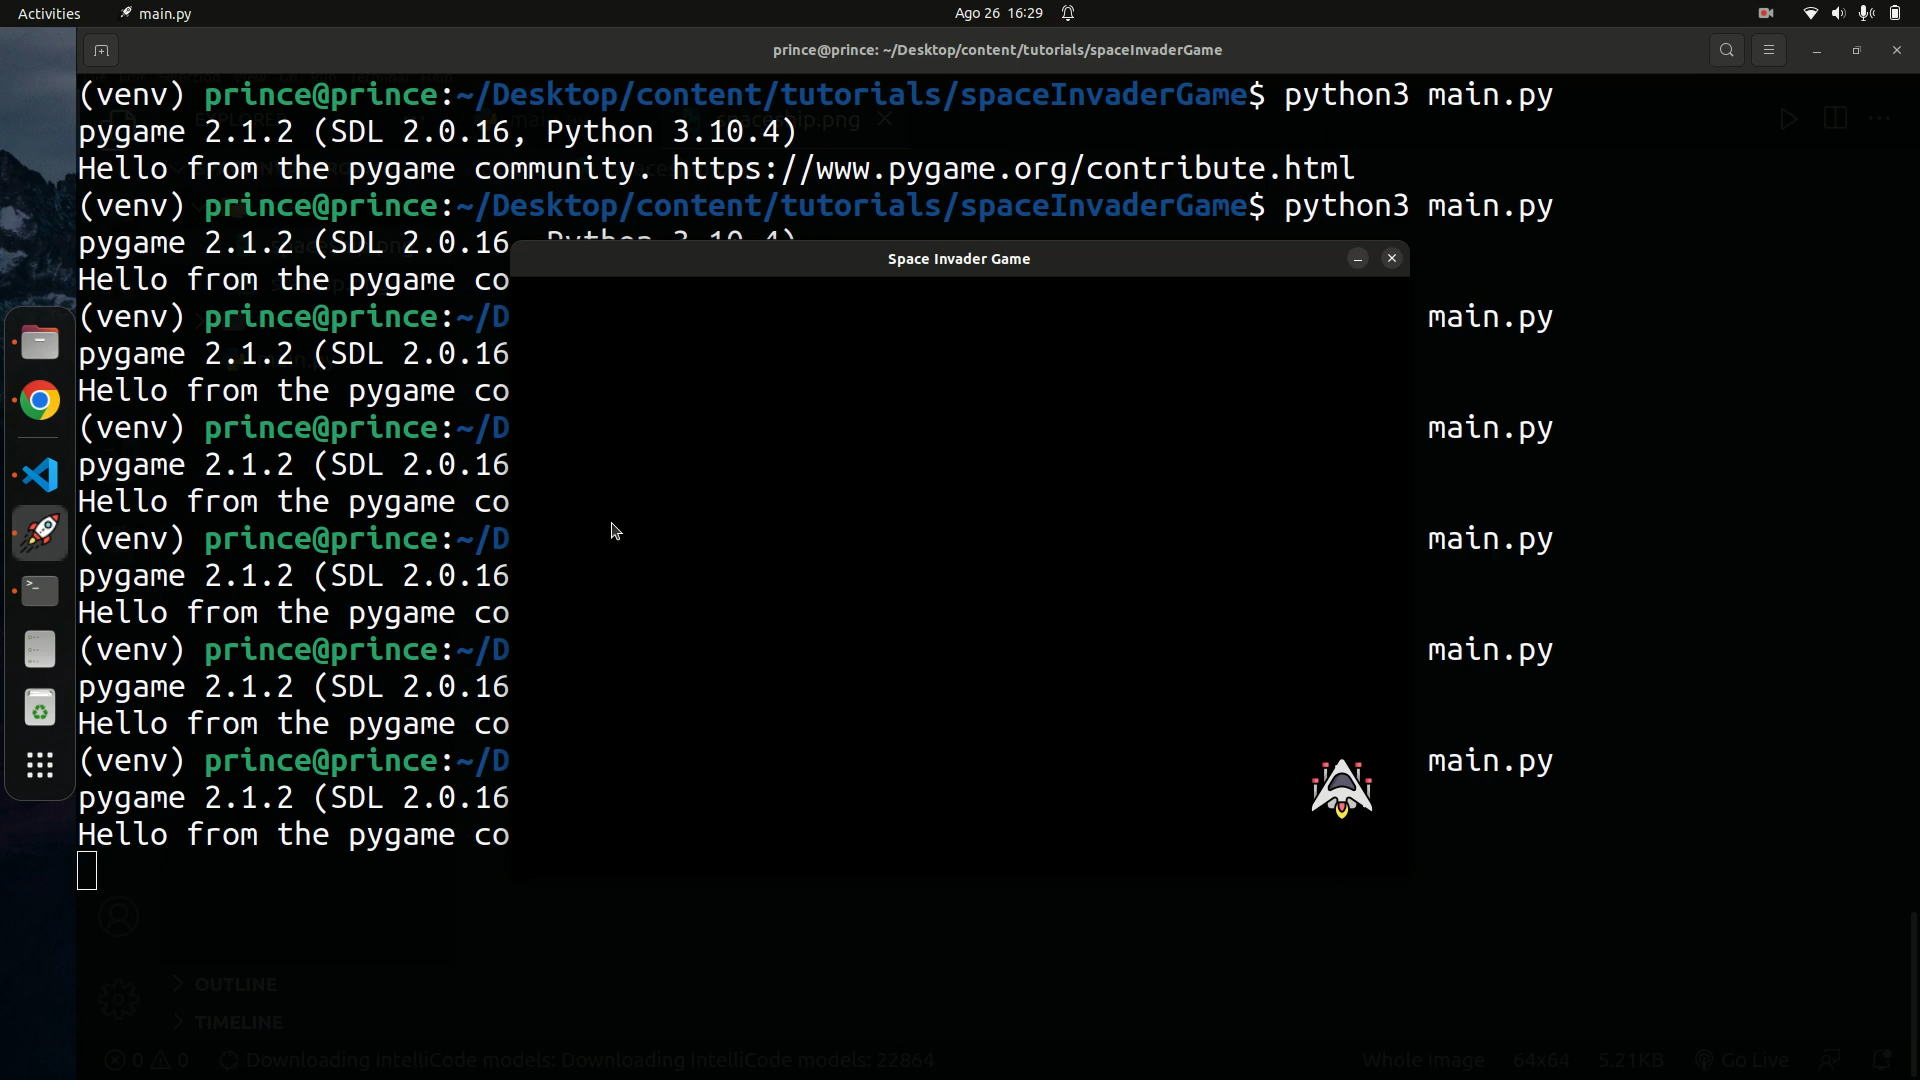 Activities
main.py
Ago 26 16:29
prince@prince: ~/Desktop/content/tutorials/spaceInvaderGame
(venv) prince@prince:~/Desktop/content/tutorials/spaceInvaderGame$ python3 main.py
pygame 2.1.2 (SDL 2.0.16, Python 3.10.4)
Hello from the pygame community. https://www.pygame.org/contribute.html
(venv) prince@prince:~/Desktop/content/tutorials/spaceInvaderGame$ python3 main.py
pygame 2.1.2 (SDL 2.0.16, Python 3.10.4)
Space Invader Game
Hello from the pygame co
(venv) prince@prince:~/D main.py
pygame 2.1.2 (SDL 2.0.16
Hello from the pygame co
(venv) prince@prince:~/D main.py
pygame 2.1.2 (SDL 2.0.16
Hello from the pygame co
(venv) prince@prince:~/D main.py
pygame 2.1.2 (SDL 2.0.16
Hello from the pygame co
(venv) prince@prince:~/D main.py
pygame 2.1.2 (SDL 2.0.16
Hello from the pygame co
(venv) prince@prince:~/D main.py
pygame 2.1.2 (SDL 2.0.16
Hello from the pygame co
OUTLINE
TIMELINE
0 0 Downloading IntelliCode models: Downloading IntelliCode models: 22864
Whole Image 64x64 5.21KB Go Live